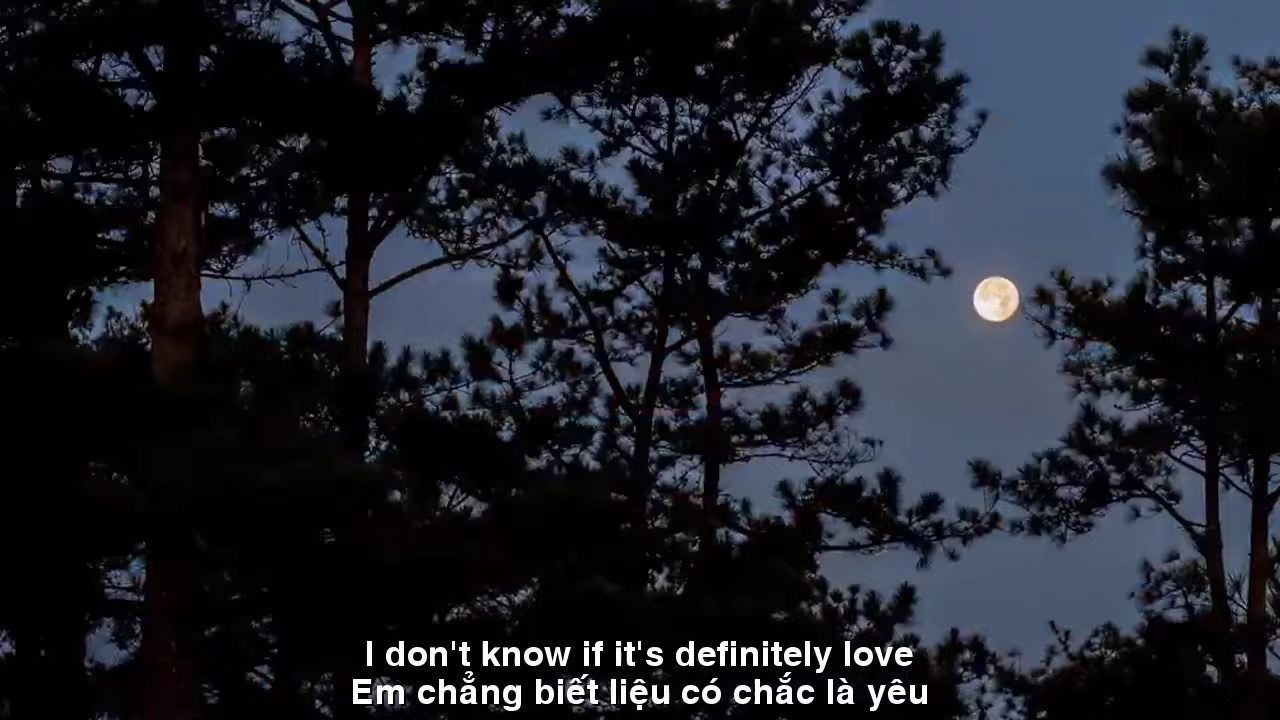 I don't know if it's definitely love
Em chẳng biết liệu có chắc là yêu